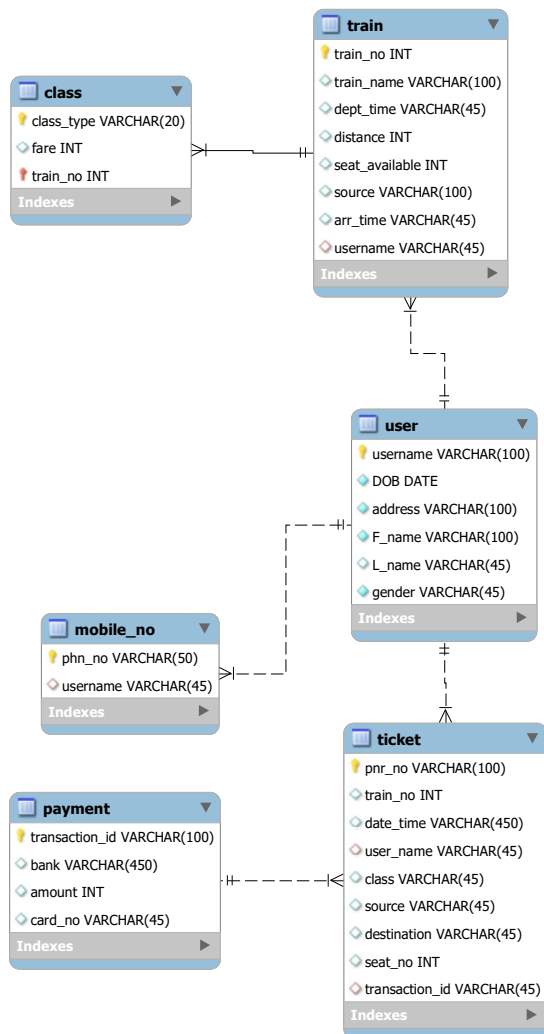 train
train_no INT
train_name VARCHAR(100)
dept_time VARCHAR(45)
distance INT
seat_available INT
source VARCHAR(100)
arr_time VARCHAR(45)
username VARCHAR(45)
Indexes
class
class_type VARCHAR(20)
fare INT
train_no INT
Indexes
user
username VARCHAR(100)
DOB DATE
address VARCHAR(100)
F_name VARCHAR(100)
L_name VARCHAR(45)
gender VARCHAR(45)
Indexes
mobile_no
phn_no VARCHAR(50)
username VARCHAR(45)
Indexes
ticket
pnr_no VARCHAR(100)
train_no INT
date_time VARCHAR(450)
user_name VARCHAR(45)
class VARCHAR(45)
source VARCHAR(45)
destination VARCHAR(45)
seat_no INT
transaction_id VARCHAR(45)
Indexes
payment
transaction_id VARCHAR(100)
bank VARCHAR(450)
amount INT
card_no VARCHAR(45)
Indexes